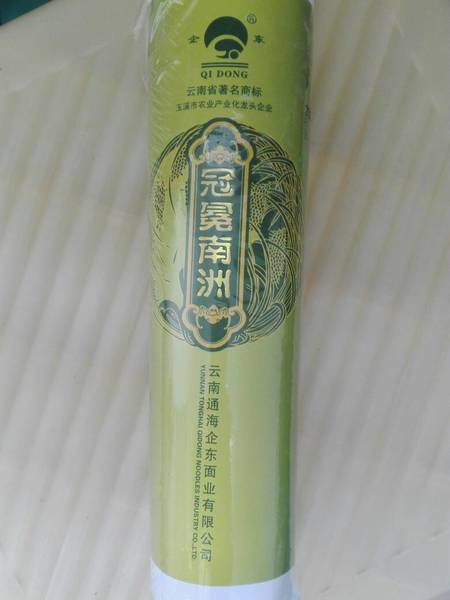 企东
®
QI DONG
云南省著名商标
玉溪市农业产业化龙头企业
冠冕南洲
云南通海企东面业有限公司
YUNNAN TONGHAI QIDONG NOODLES INDUSTRY CO.,LTD.